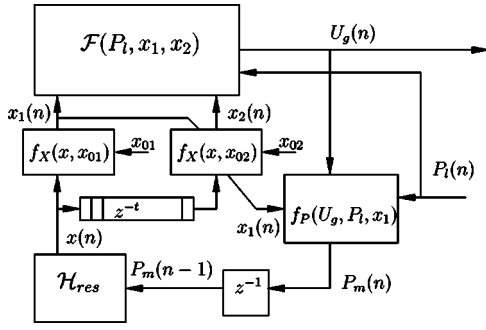 U_g(n)
ℱ(P_l, x_1, x_2)
x_1(n) x_2(n)
f_X(x, x_01) x_01 f_X(x, x_02) x_02
P_l(n)
z^{-t} f_P(U_g, P_l, x_1)
x(n) x_1(n)
ℋ_res P_m(n−1) z^{-1} P_m(n)